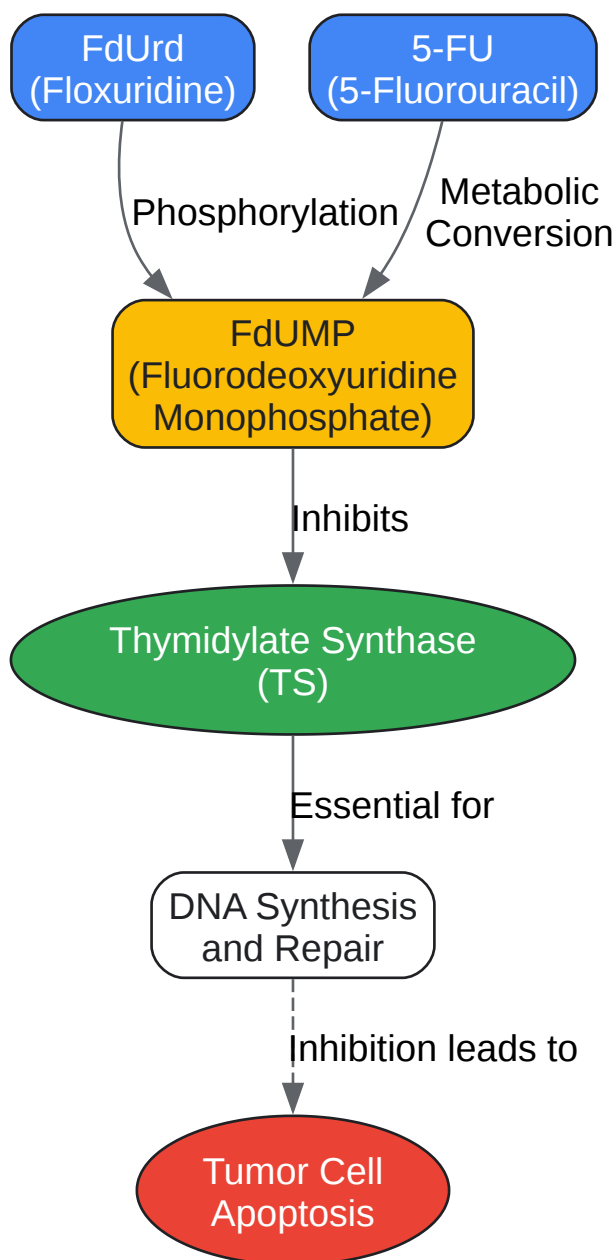 FdUrd
(Floxuridine)
5-FU
(5-Fluorouracil)
Phosphorylation
Metabolic
Conversion
FdUMP
(Fluorodeoxyuridine
Monophosphate)
Inhibits
Thymidylate Synthase
(TS)
Essential for
DNA Synthesis
and Repair
Inhibition leads to
Tumor Cell
Apoptosis